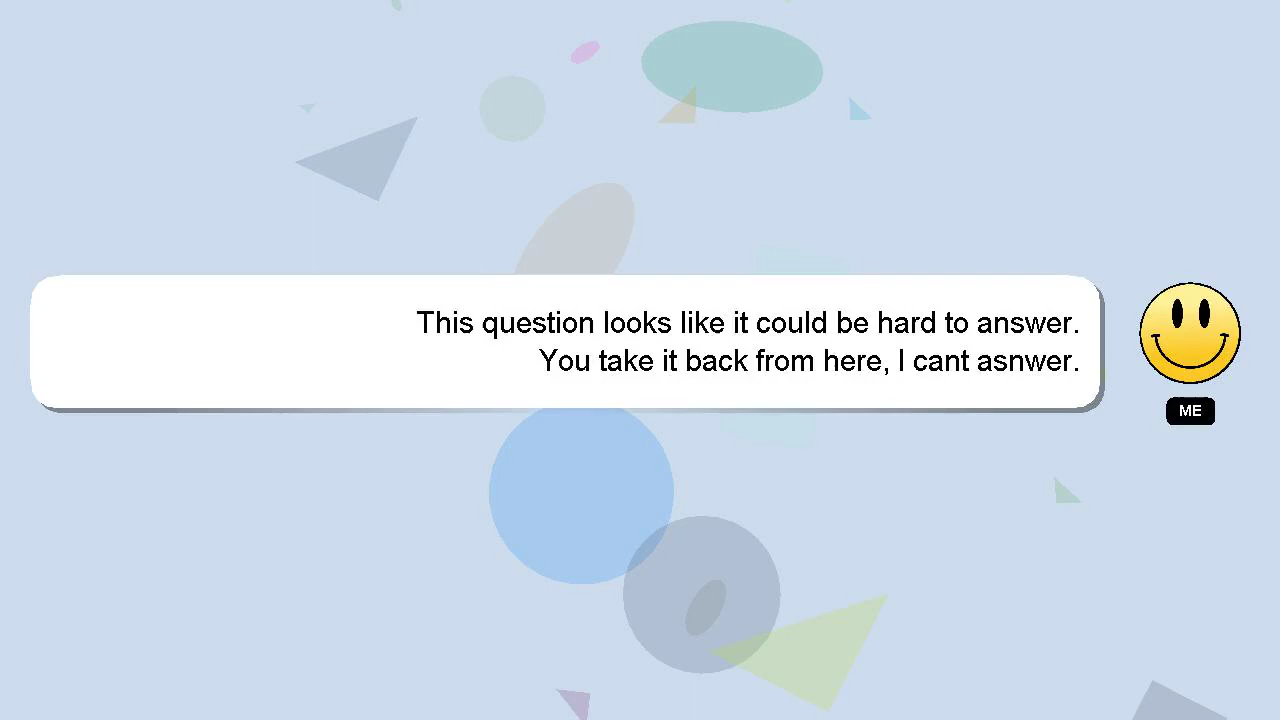 This question looks like it could be hard to answer.
You take it back from here, I cant asnwer.
ME